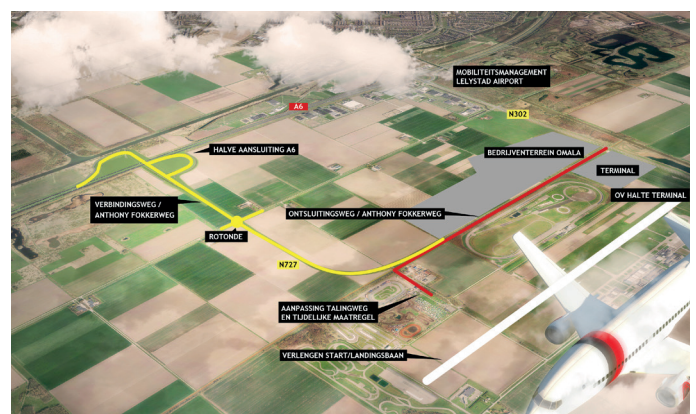 MOBILITEITSMANAGEMENT
LELYSTAD AIRPORT
A6
N302
HALVE AANSLUITING A6
BEDRIJVENTERREIN OMALA
TERMINAL
OV HALTE TERMINAL
VERBINDINGSWEG /
ANTHONY FOKKERWEG
ONTSLUITINGSWEG / ANTHONY FOKKERWEG
ROTONDE
N727
AANPASSING TALINGWEG
EN TIJDELIJKE MAATREGEL
VERLENGEN START/LANDINGSBAAN